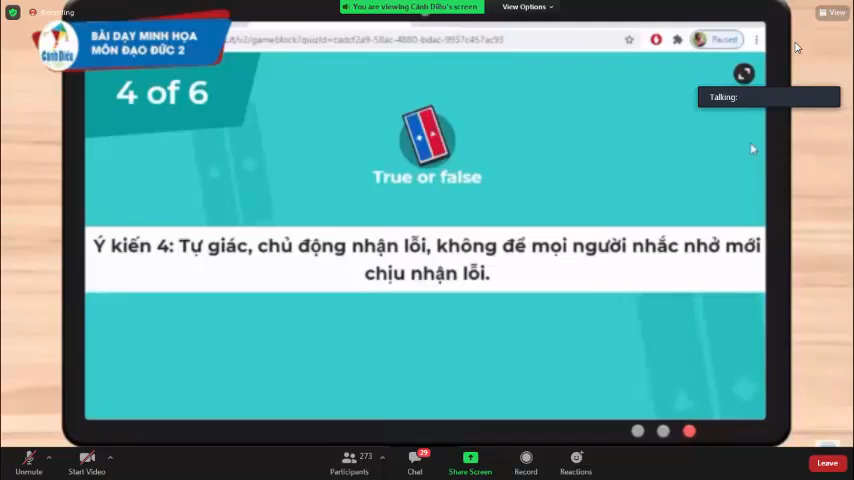 Recording
You are viewing Cánh Diều's screen
View Options
View
Cánh Diều
BÀI DẠY MINH HỌA
MÔN ĐẠO ĐỨC 2
Paused
4 of 6
Talking:
True or false
Ý kiến 4: Tự giác, chủ động nhận lỗi, không để mọi người nhắc nhở mới
chịu nhận lỗi.
273
29
Unmute
Start Video
Participants
Chat
Share Screen
Record
Reactions
Leave